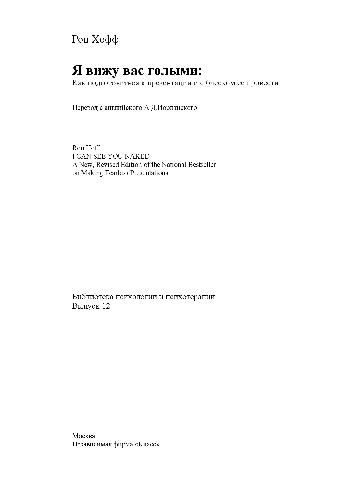 Рон Хофф
Я вижу вас голыми:
Как подготовиться к презентации и с блеском ее провести
Перевод с английского
Ron Hoff
I CAN SEE YOU NAKED
A New, Revised Edition of the National Bestseller
on Making Fearless Presentations
Библиотека психологии и психотерапии
Выпуск 12
Москва
Независимая фирма «Класс»